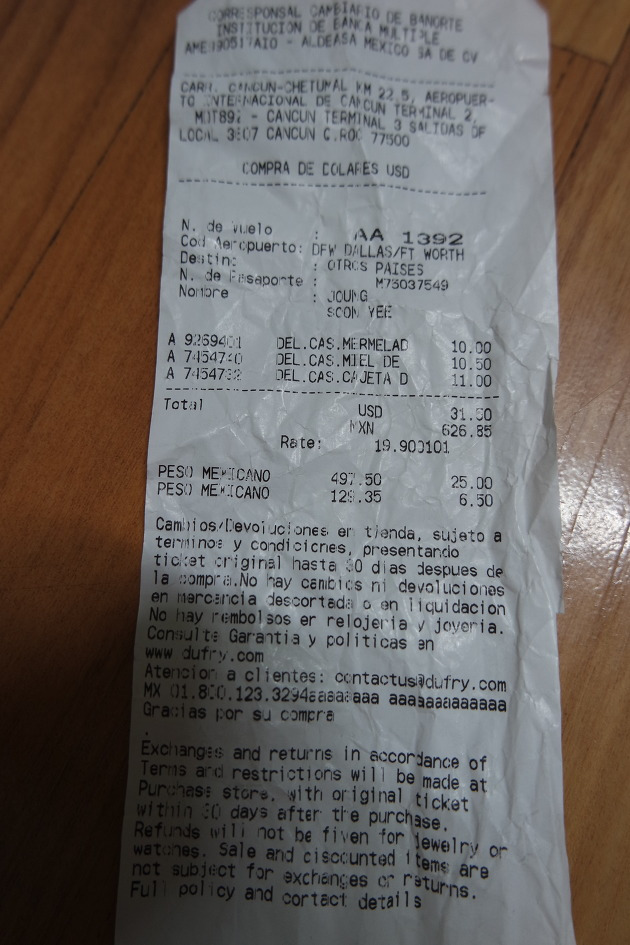 CORRESPONSAL CAMBIARIO DE BANORTE
INSTITUCION DE BANCA MULTIPLE
AME190517AI0 - ALDEASA MEXICO SA DE CV
CARR. CANCUN-CHETUMAL KM 22.5, AEROPUER-
TO INTERNACIONAL DE CANCUN TERMINAL 2,
- CANCUN TERMINAL 3 SALIDAS DF
LOCAL 3807 CANCUN Q.ROO 77500
COMPRA DE DOLARES USD
N. de Vuelo : AA 1392
Cod Aeropuerto: DFW DALLAS/FT WORTH
Destino : OTROS PAISES
N. de Pasaporte : M73037549
Nombre : JOUNG
SOON YEE
A DEL.CAS.MERMELAD 10.00
A DEL.CAS.MIEL DE 10.50
A DEL.CAS.CAJETA D 11.00
Total USD 31.50
MXN 626.85
Rate: 19.900101
PESO MEXICANO 497.50 25.00
PESO MEXICANO 129.35 6.50
Cambios/Devoluciones en tienda, sujeto a
terminos y condiciones, presentando
ticket original hasta 30 dias despues de
la compra.No hay cambios ni devoluciones
en mercancia descortada o en liquidacion
No hay rembolsos en relojeria y joyeria.
Consulte Garantia y politicas en
www dufry.com
Atencion a clientes: contactus@dufry.com
MX 01.800.123.3294aaaaaaaa aaaaaaaaaaaaa
Gracias por su compra
.
Exchanges and returns in accordance of
Terms and restrictions will be made at
Purchase store, with original ticket
within 30 days after the purchase.
Refunds will not be fiven for jewelry or
watches. Sale and ciscounted items are
not subject for exchanges or returns.
Full policy and contact details